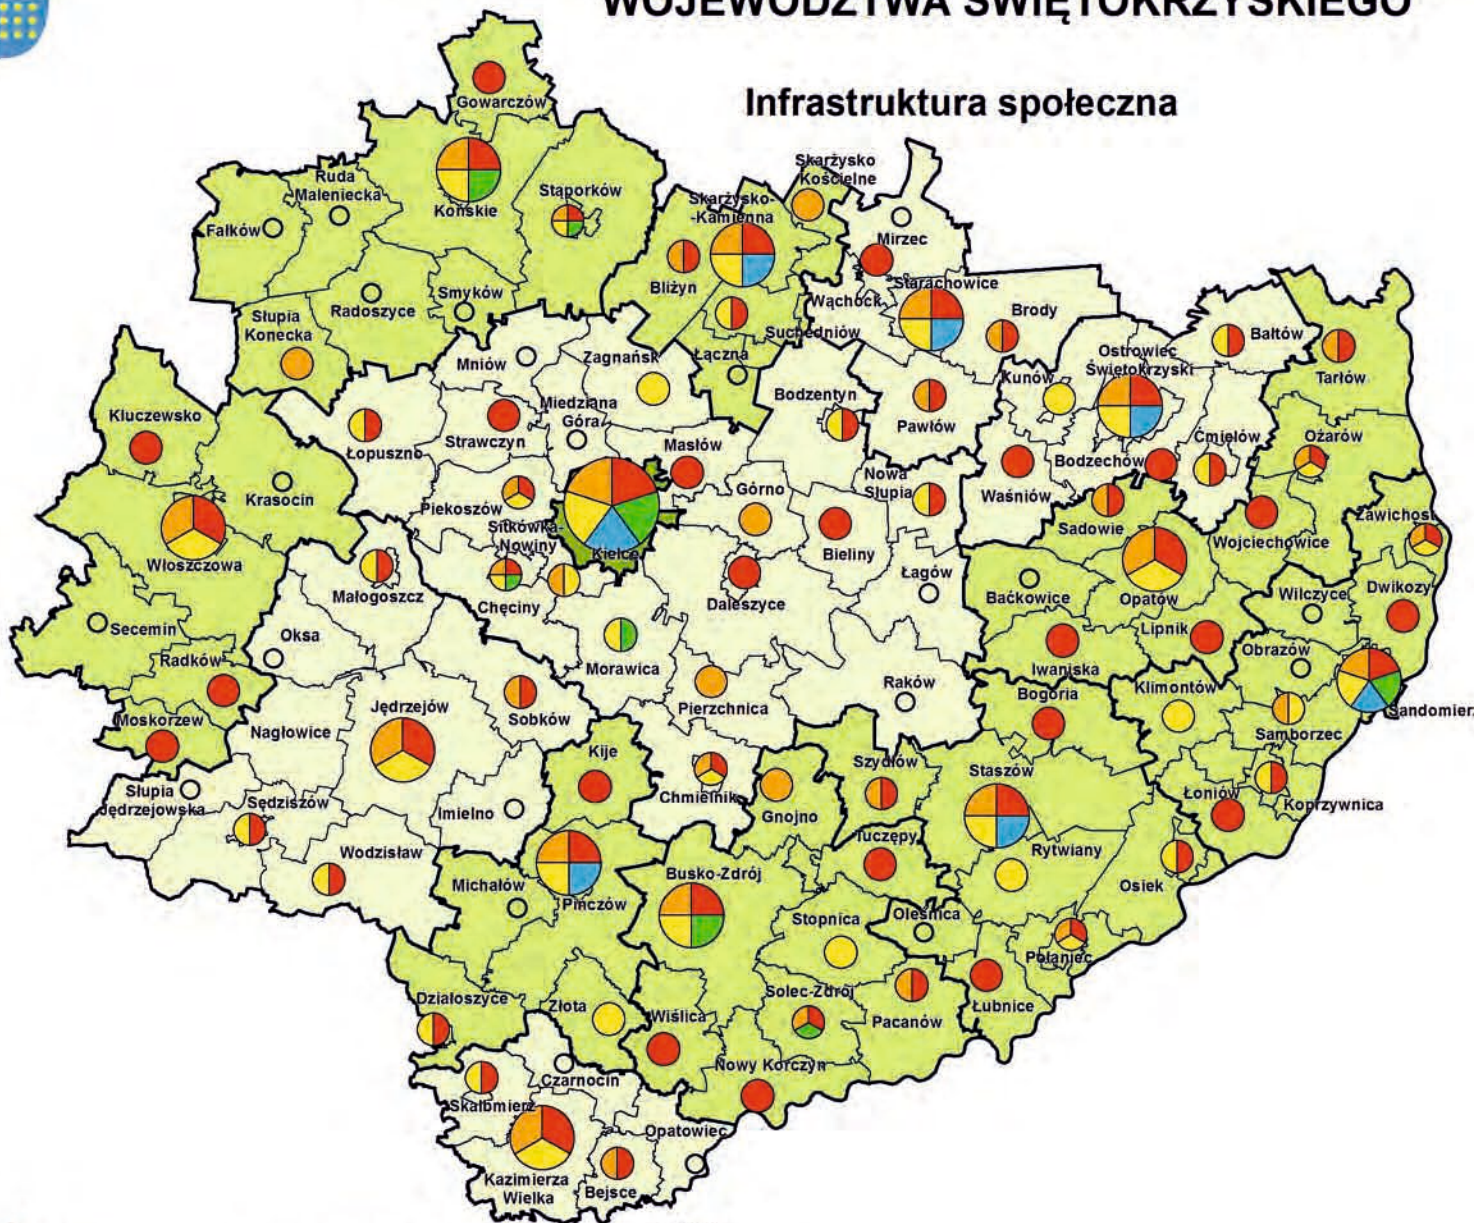 WOJEWÓDZTWA ŚWIĘTOKRZYSKIEGO
Infrastruktura społeczna
Gowarczów
Skarżysko
Kościelne
Ruda
Maleniecka
Końskie
Stąporków
Skarżysko-
-Kamienna
Fałków
Mirzec
Radoszyce
Smyków
Bliżyn
Starachowice
Wąchock
Brody
Słupia
Konecka
Suchedniów
Bałtów
Mniów
Zagnańsk
Łączna
Ostrowiec
Świętokrzyski
Kunów
Tarłów
Kluczewsko
Miedziana
Góra
Bodzentyn
Pawłów
Strawczyn
Łopuszno
Masłów
Ćmielów
Ożarów
Bodzechów
Krasocin
Piekoszów
Górno
Nowa
Słupia
Waśniów
Sadowie
Zawichost
Sitkówka-
Nowiny
Kielce
Bieliny
Wojciechowice
Włoszczowa
Małogoszcz
Chęciny
Daleszyce
Łagów
Baćkowice
Opatów
Wilczyce
Dwikozy
Secemin
Oksa
Lipnik
Radków
Morawica
Iwaniska
Obrazów
Raków
Bogoria
Klimontów
Moskorzew
Nagłowice
Jędrzejów
Sobków
Pierzchnica
Sandomierz
Samborzec
Kije
Szydłów
Staszów
Słupia
Jędrzejowska
Sędziszów
Imielno
Chmielnik
Gnojno
Łoniów
Koprzywnica
Tuczępy
Rytwiany
Wodzisław
Michałów
Pińczów
Busko-Zdrój
Osiek
Stopnica
Oleśnica
Połaniec
Działoszyce
Złota
Wiślica
Solec-Zdrój
Pacanów
Łubnice
Nowy Korczyn
Czarnocin
Skalbmierz
Opatowiec
Kazimierza
Wielka
Bejsce